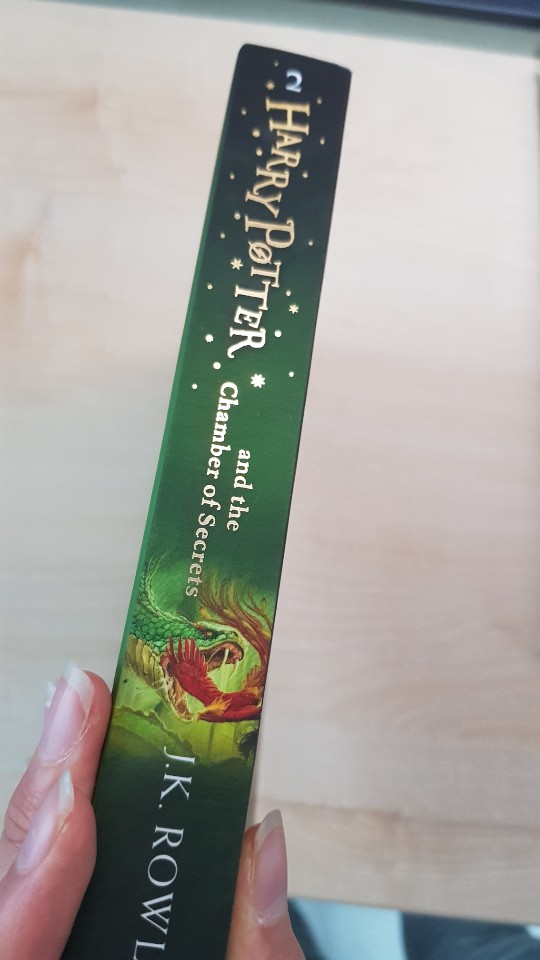 2
HARRY POTTER
and the
Chamber of Secrets
J.K. ROWL